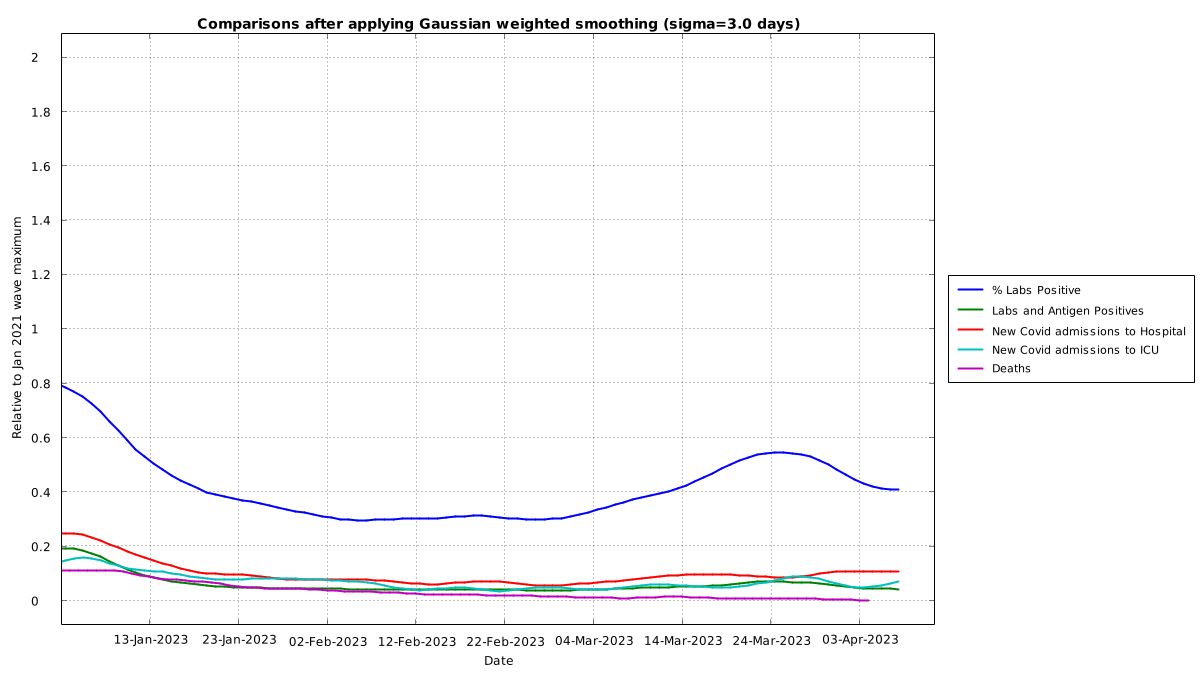 Comparisons after applying Gaussian weighted smoothing (sigma=3.0 days)
Relative to Jan 2021 wave maximum
2
1.8
1.6
1.4
1.2
1
0.8
0.6
0.4
0.2
0
13-Jan-2023 23-Jan-2023 02-Feb-2023 12-Feb-2023 22-Feb-2023 04-Mar-2023 14-Mar-2023 24-Mar-2023 03-Apr-2023
Date
% Labs Positive
Labs and Antigen Positives
New Covid admissions to Hospital
New Covid admissions to ICU
Deaths